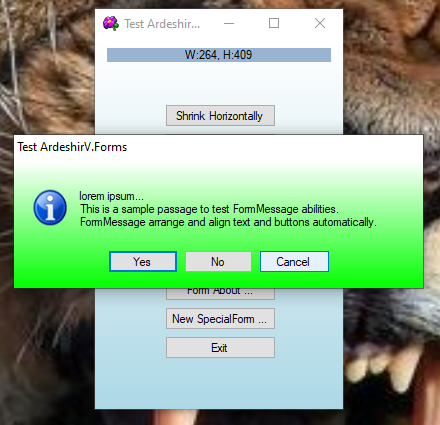 Test Ardeshir...
W:264, H:409
Shrink Horizontally
Test ArdeshirV.Forms
lorem ipsum...
This is a sample passage to test FormMessage abilities.
FormMessage arrange and align text and buttons automatically.
Yes
No
Cancel
Form About ...
New SpecialForm ...
Exit